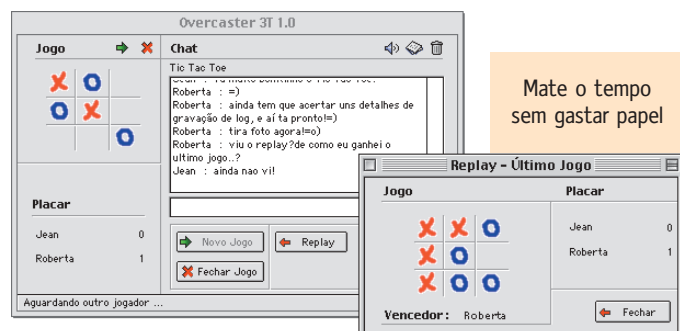 Overcaster 3T 1.0
Jogo
Chat
Tic Tac Toe
Roberta : =)
Roberta : ainda tem que acertar uns detalhes de
gravação de log, e aí ta pronto!=)
Roberta : tira foto agora!=o)
Roberta : viu o replay?de como eu ganhei o
ultimo jogo..?
Jean : ainda nao vi!
Placar
Jean 0
Roberta 1
Novo Jogo
Replay
Fechar Jogo
Aguardando outro jogador ...
Mate o tempo
sem gastar papel
Replay - Último Jogo
Jogo
Placar
Jean 0
Roberta 1
Vencedor: Roberta
Fechar